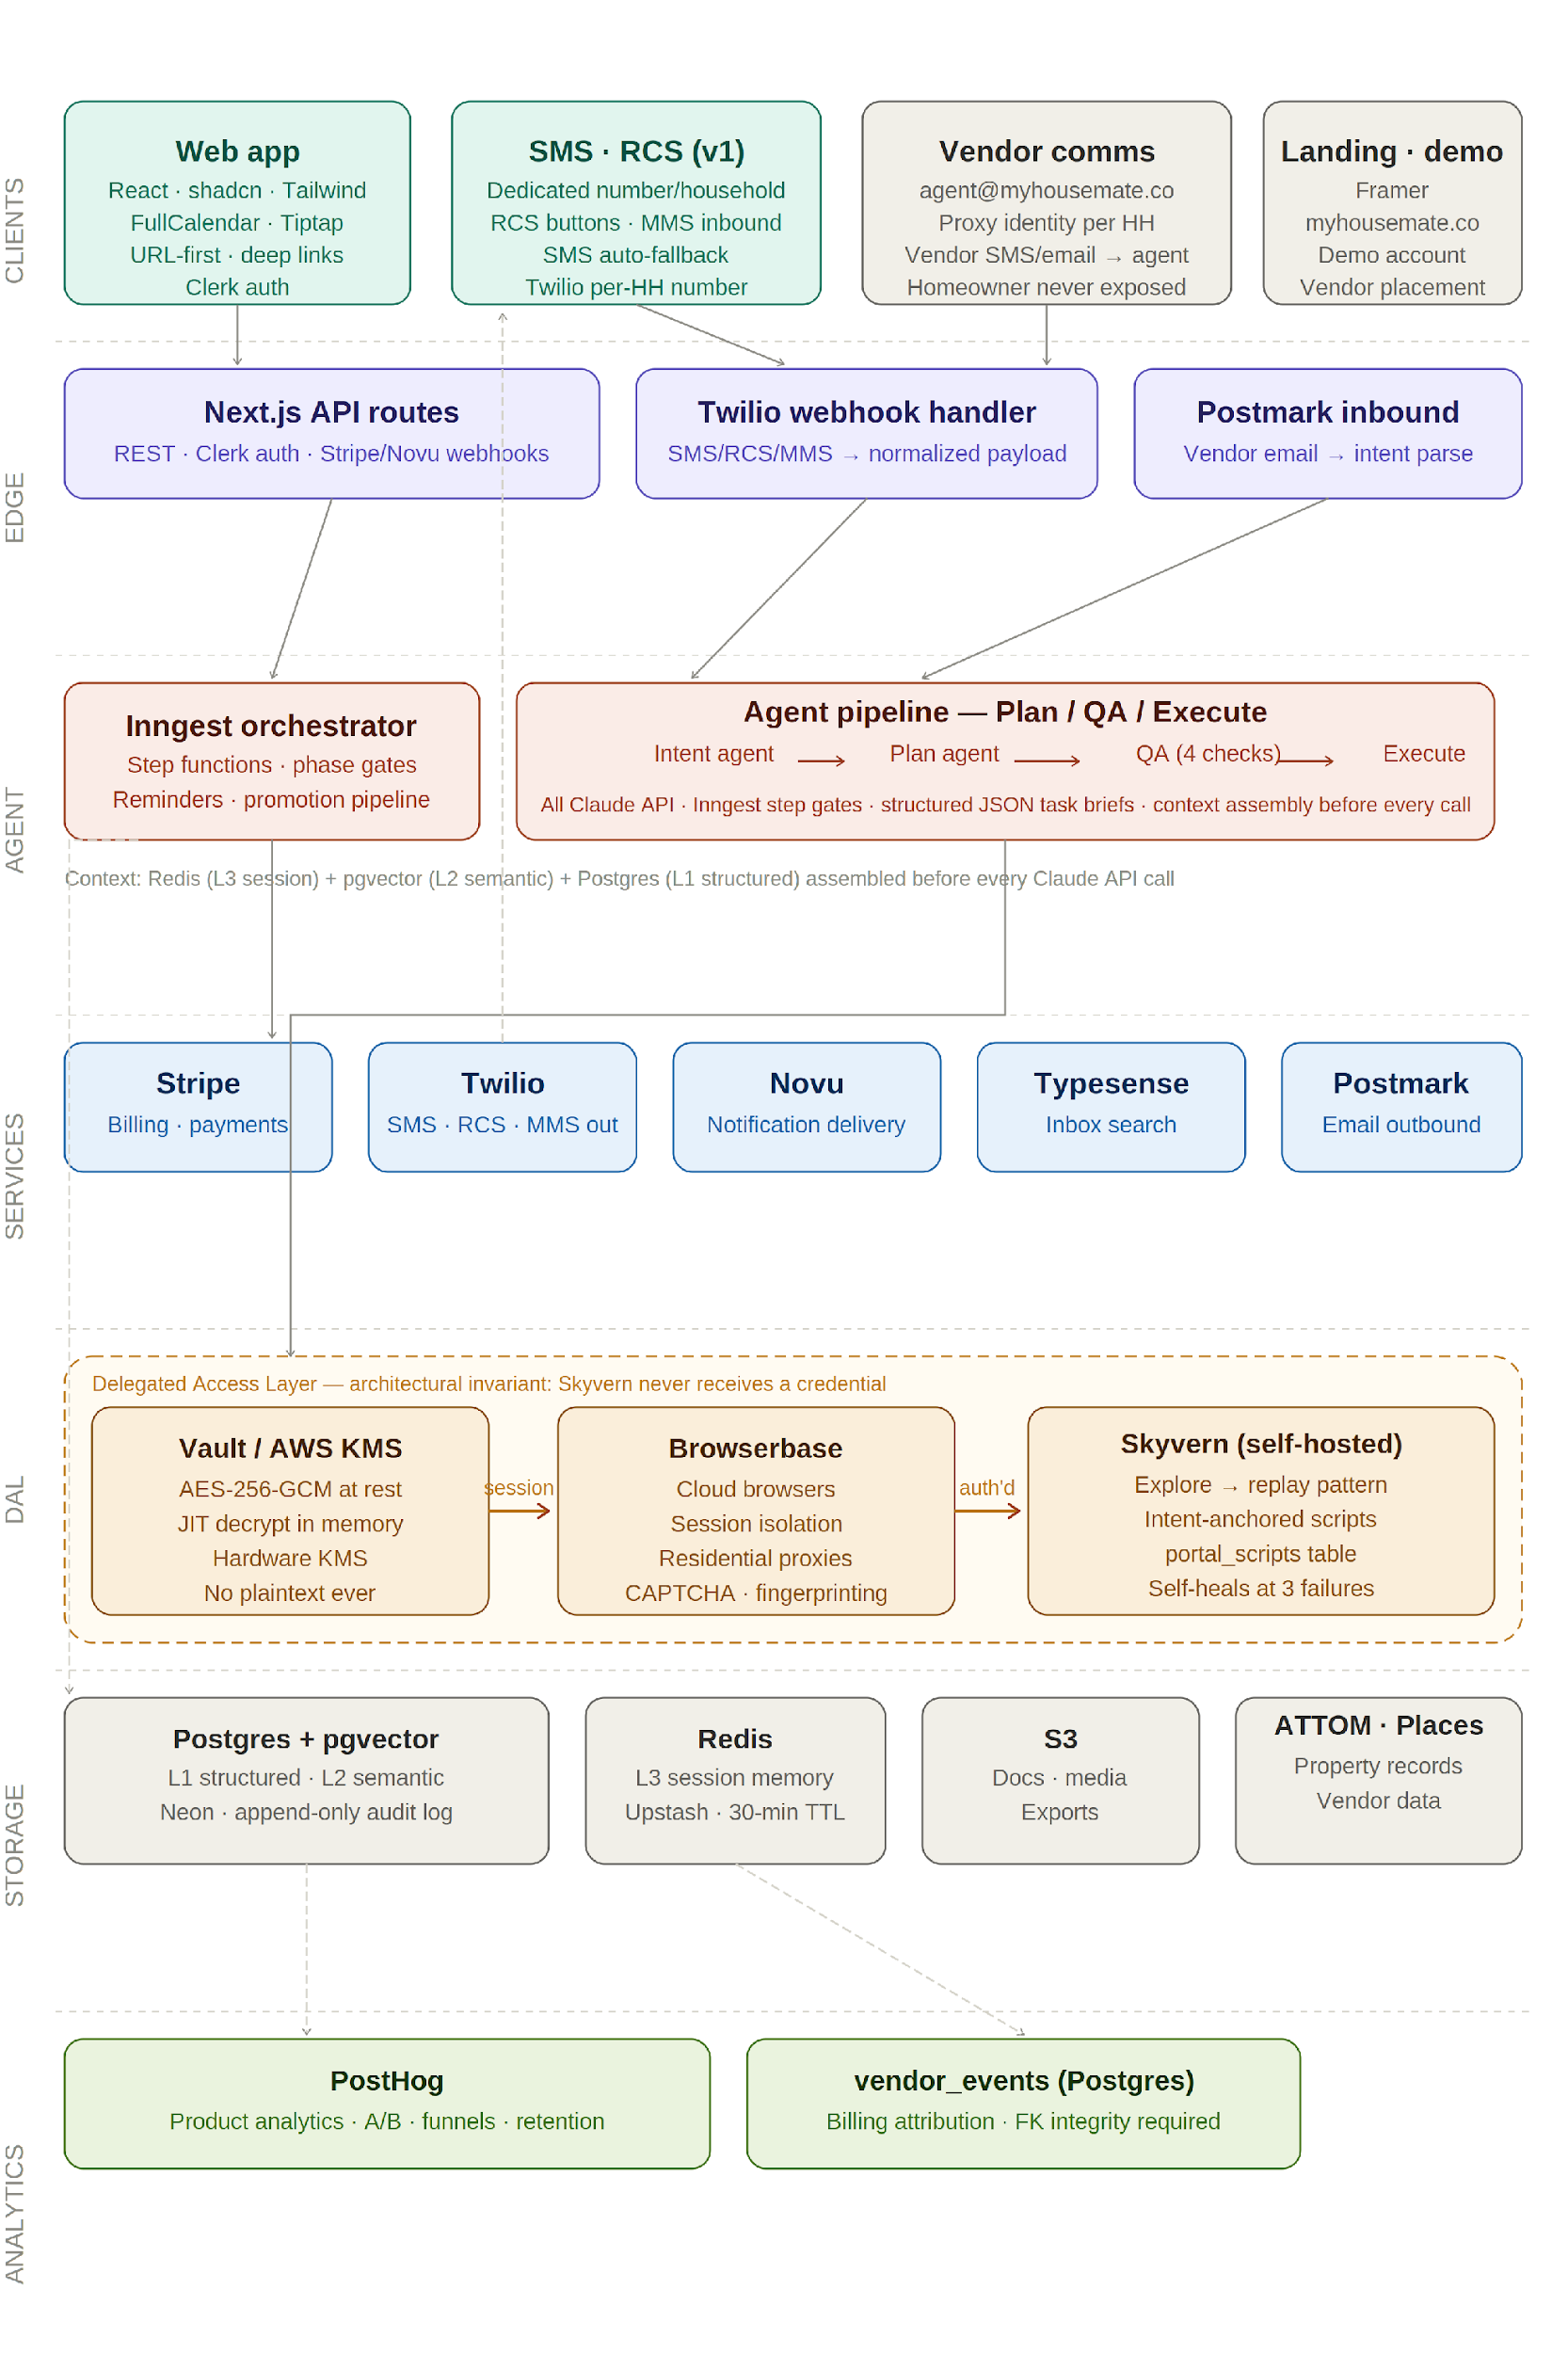 CLIENTS
Web app
React · shadcn · Tailwind
FullCalendar · Tiptap
URL-first · deep links
Clerk auth
SMS · RCS (v1)
Dedicated number/household
RCS buttons · MMS inbound
SMS auto-fallback
Twilio per-HH number
Vendor comms
agent@myhousemate.co
Proxy identity per HH
Vendor SMS/email → agent
Homeowner never exposed
Landing · demo
Framer
myhousemate.co
Demo account
Vendor placement
EDGE
Next.js API routes
REST · Clerk auth · Stripe/Novu webhooks
Twilio webhook handler
SMS/RCS/MMS → normalized payload
Postmark inbound
Vendor email → intent parse
AGENT
Inngest orchestrator
Step functions · phase gates
Reminders · promotion pipeline
Agent pipeline — Plan / QA / Execute
Intent agent
Plan agent
QA (4 checks)
Execute
All Claude API · Inngest step gates · structured JSON task briefs · context assembly before every call
Context: Redis (L3 session) + pgvector (L2 semantic) + Postgres (L1 structured) assembled before every Claude API call
SERVICES
Stripe
Billing · payments
Twilio
SMS · RCS · MMS out
Novu
Notification delivery
Typesense
Inbox search
Postmark
Email outbound
DAL
Delegated Access Layer — architectural invariant: Skyvern never receives a credential
Vault / AWS KMS
AES-256-GCM at rest
JIT decrypt in memory
Hardware KMS
No plaintext ever
session
Browserbase
Cloud browsers
Session isolation
Residential proxies
CAPTCHA · fingerprinting
auth'd
Skyvern (self-hosted)
Explore → replay pattern
Intent-anchored scripts
portal_scripts table
Self-heals at 3 failures
STORAGE
Postgres + pgvector
L1 structured · L2 semantic
Neon · append-only audit log
Redis
L3 session memory
Upstash · 30-min TTL
S3
Docs · media
Exports
ATTOM · Places
Property records
Vendor data
ANALYTICS
PostHog
Product analytics · A/B · funnels · retention
vendor_events (Postgres)
Billing attribution · FK integrity required